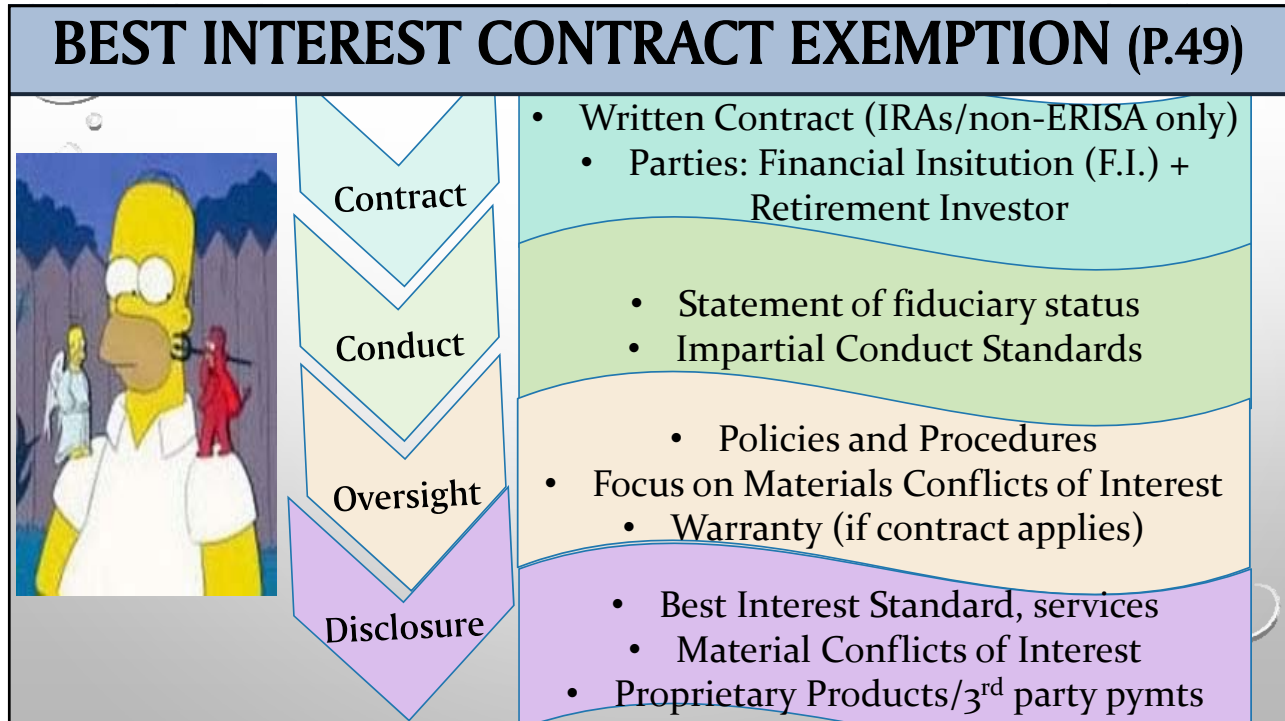 BEST INTEREST CONTRACT EXEMPTION (P.49)
Contract
• Written Contract (IRAs/non-ERISA only)
• Parties: Financial Insitution (F.I.) +
Retirement Investor
Conduct
• Statement of fiduciary status
• Impartial Conduct Standards
Oversight
• Policies and Procedures
• Focus on Materials Conflicts of Interest
• Warranty (if contract applies)
Disclosure
• Best Interest Standard, services
• Material Conflicts of Interest
• Proprietary Products/3rd party pymts